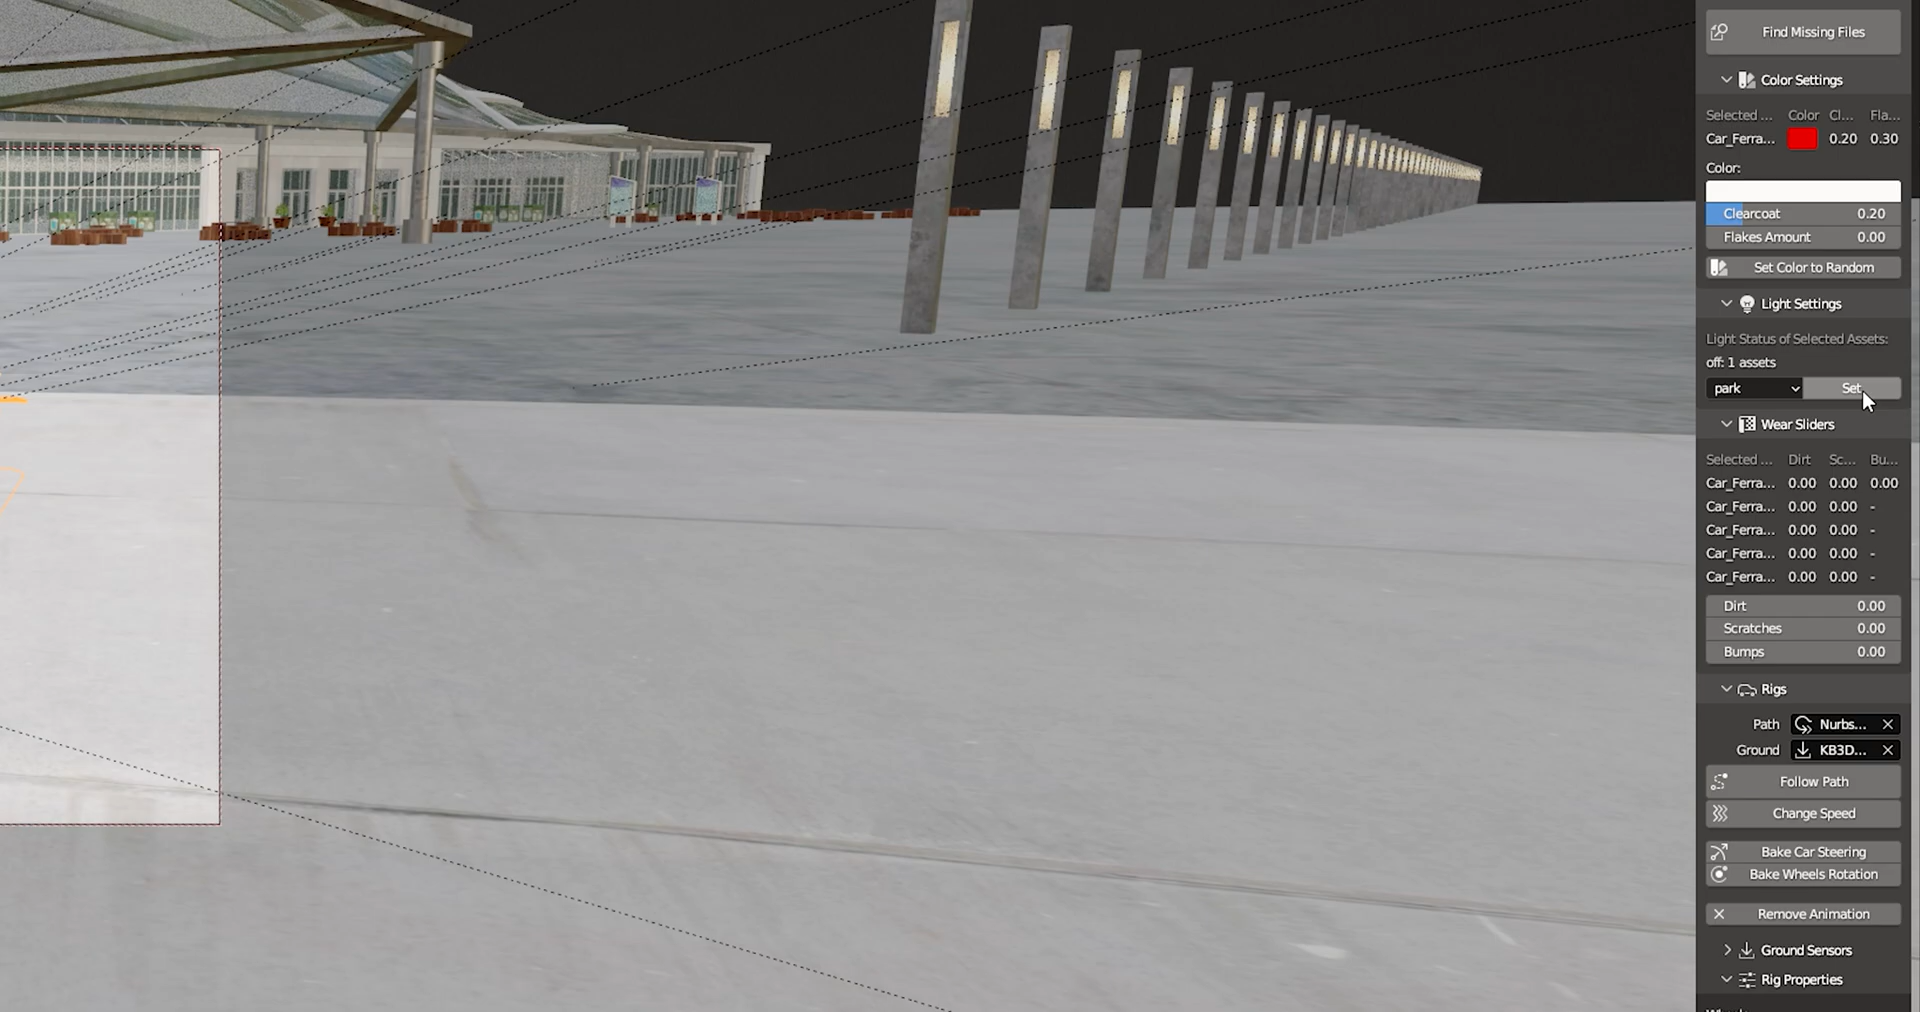 Find Missing Files
Color Settings
Selected ... Color Cl... Fla...
Car_Ferra... 0.20 0.30
Color:
Clearcoat 0.20
Flakes Amount 0.00
Set Color to Random
Light Settings
Light Status of Selected Assets:
off: 1 assets
park Set
Wear Sliders
Selected ... Dirt Sc... Bu...
Car_Ferra... 0.00 0.00 0.00
Car_Ferra... 0.00 0.00 -
Car_Ferra... 0.00 0.00 -
Car_Ferra... 0.00 0.00 -
Car_Ferra... 0.00 0.00 -
Dirt 0.00
Scratches 0.00
Bumps 0.00
Rigs
Path Nurbs...
Ground KB3D...
Follow Path
Change Speed
Bake Car Steering
Bake Wheels Rotation
Remove Animation
Ground Sensors
Rig Properties